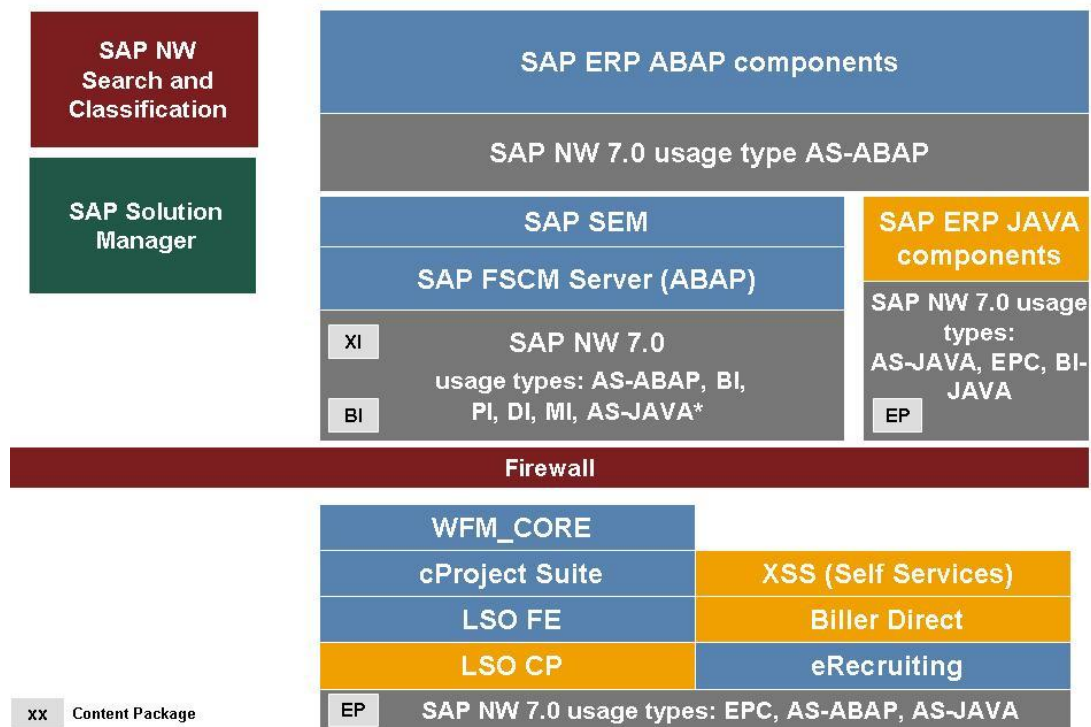 SAP NW
Search and
Classification
SAP Solution
Manager
SAP ERP ABAP components
SAP NW 7.0 usage type AS-ABAP
SAP SEM
SAP FSCM Server (ABAP)
XI
SAP NW 7.0
usage types: AS-ABAP, BI,
PI, DI, MI, AS-JAVA*
BI
SAP ERP JAVA
components
SAP NW 7.0 usage
types:
AS-JAVA, EPC, BI-
JAVA
EP
Firewall
WFM_CORE
cProject Suite
XSS (Self Services)
LSO FE
Biller Direct
LSO CP
eRecruiting
EP
SAP NW 7.0 usage types: EPC, AS-ABAP, AS-JAVA
xx Content Package